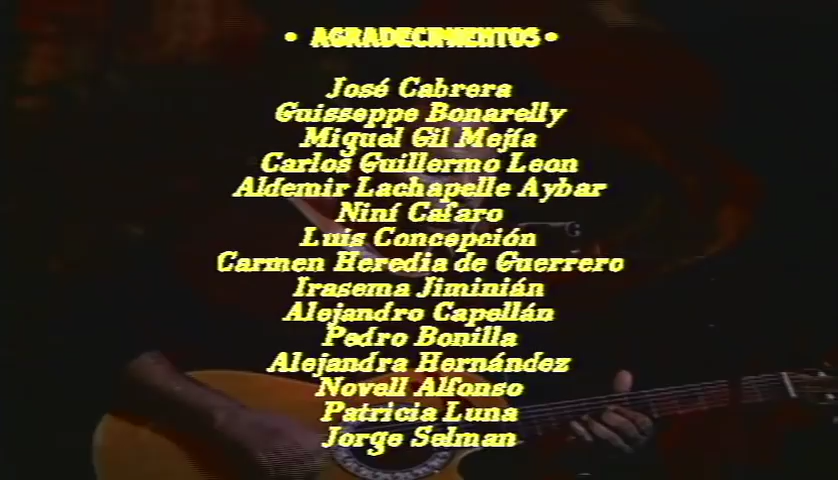 • AGRADECIMIENTOS •
José Cabrera
Guisseppe Bonarelly
Miguel Gil Mejía
Carlos Guillermo Leon
Aldemir Lachapelle Aybar
Niní Cafaro
Luis Concepción
Carmen Heredia de Guerrero
Irasema Jiminián
Alejandro Capellán
Pedro Bonilla
Alejandra Hernández
Novell Alfonso
Patricia Luna
Jorge Selman